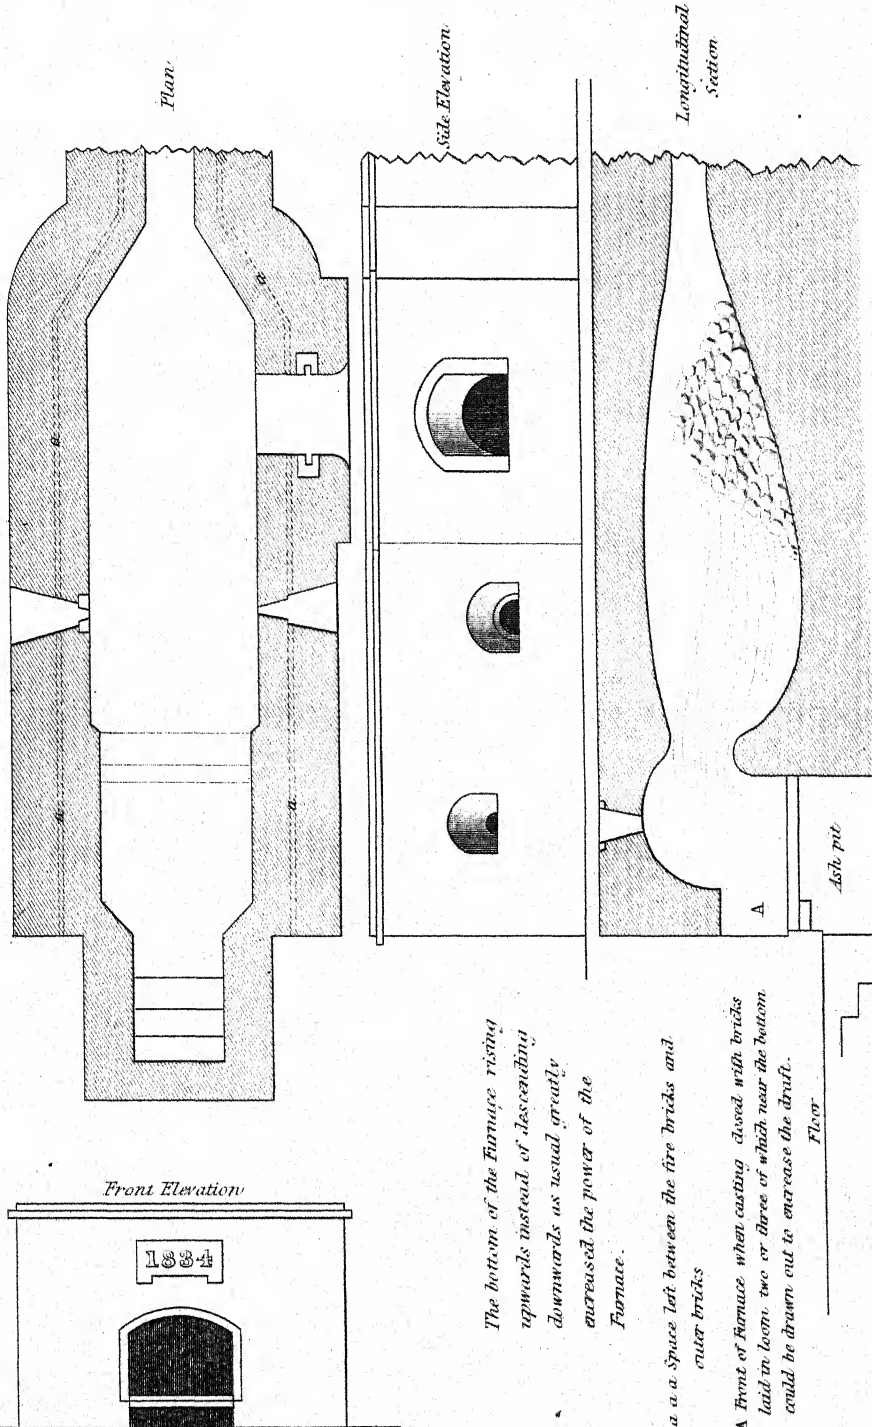 Plan
a
a
a
a
Side Elevation
Longitudinal
Section
A
Ash pit
Floor
Front Elevation
1834
The bottom of the Furnace rising
upwards instead of descending
downwards as usual greatly
encreased the power of the
Furnace.
a a a Space left between the fire bricks and
outer bricks
A Front of Furnace when casting closed with bricks
laid in loom, two or three of which near the bottom
could be drawn out to encrease the draft.